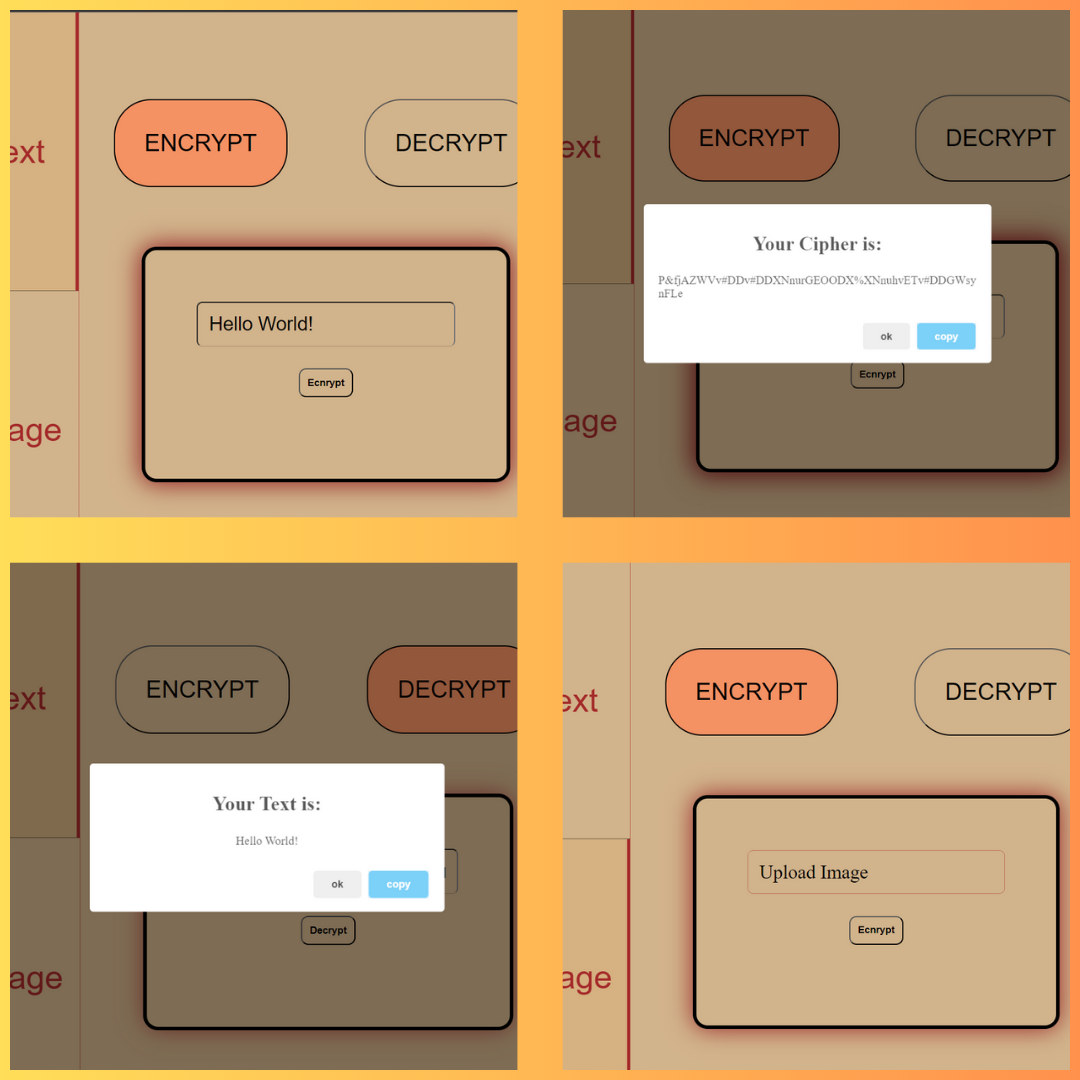 ENCRYPT
DECRYPT
ext
Hello World!
Ecnrypt
age
ENCRYPT
DECRYPT
ext
Your Cipher is:
P&fjAZWVv#DDv#DDXNnurGEOODX%XNnuhvETv#DDGWsy
nFLe
ok
copy
Ecnrypt
age
ENCRYPT
DECRYPT
ext
Your Text is:
Hello World!
ok
copy
Decrypt
age
ENCRYPT
DECRYPT
ext
Upload Image
Ecnrypt
age